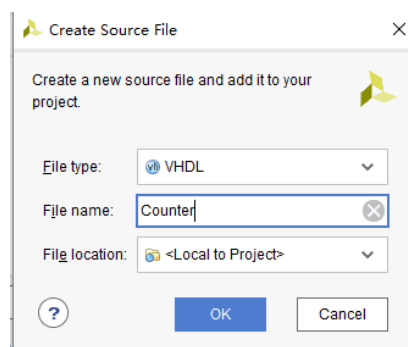 Create Source File
Create a new source file and add it to your
project.
File type:
VHDL
File name:
Counter
File location:
<Local to Project>
?
OK
Cancel